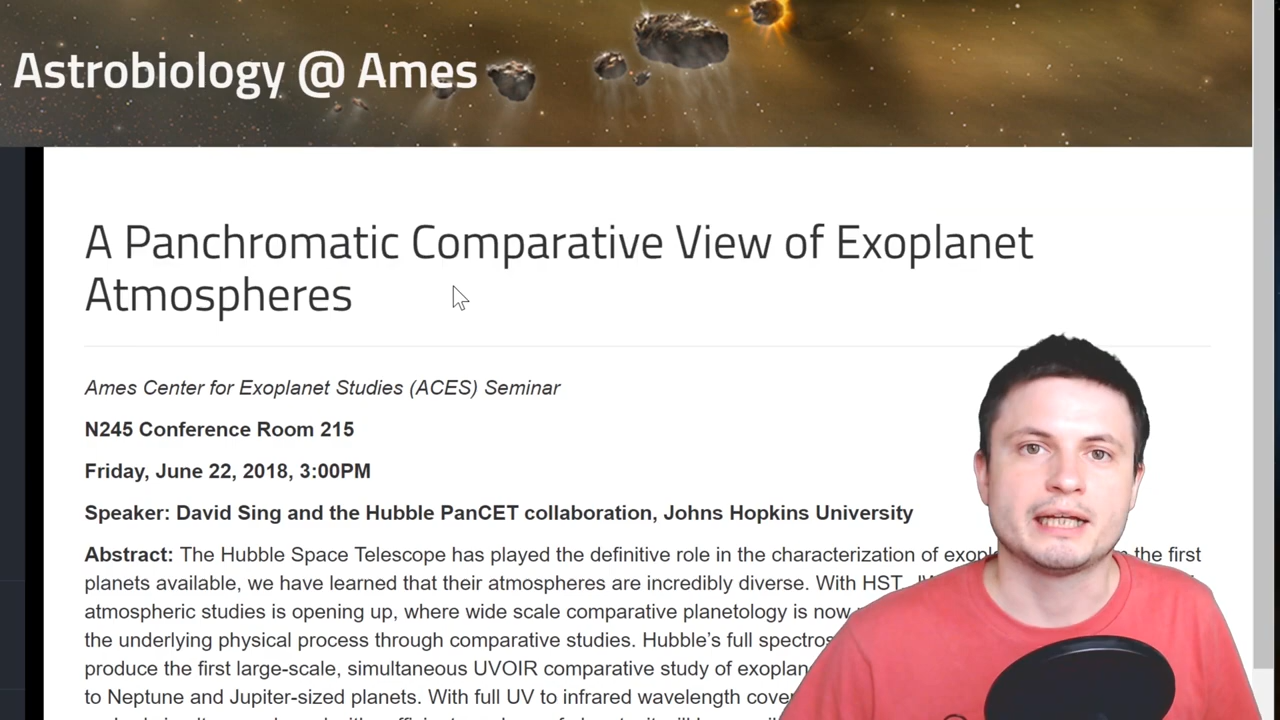 Astrobiology @ Ames
A Panchromatic Comparative View of Exoplanet
Atmospheres
Ames Center for Exoplanet Studies (ACES) Seminar
N245 Conference Room 215
Friday, June 22, 2018, 3:00PM
Speaker: David Sing and the Hubble PanCET collaboration, Johns Hopkins University
Abstract: The Hubble Space Telescope has played the definitive role in the characterization of the first
planets available, we have learned that their atmospheres are incredibly diverse. With HST,
atmospheric studies is opening up, where wide scale comparative planetology is now
the underlying physical process through comparative studies. Hubble's full
produce the first large-scale, simultaneous UVOIR comparative study of
to Neptune and Jupiter-sized planets. With full UV to infrared wavelength